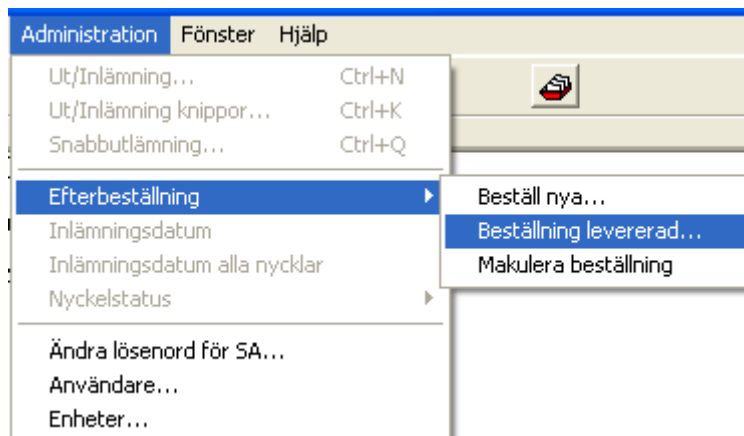 Administration Fönster Hjälp
Ut/Inlämning... Ctrl+N
Ut/Inlämning knippor... Ctrl+K
Snabbutlämning... Ctrl+Q
Efterbeställning
Beställ nya...
Inlämningsdatum
Beställning levererad...
Inlämningsdatum alla nycklar
Makulera beställning
Nyckelstatus
Ändra lösenord för SA...
Användare...
Enheter...